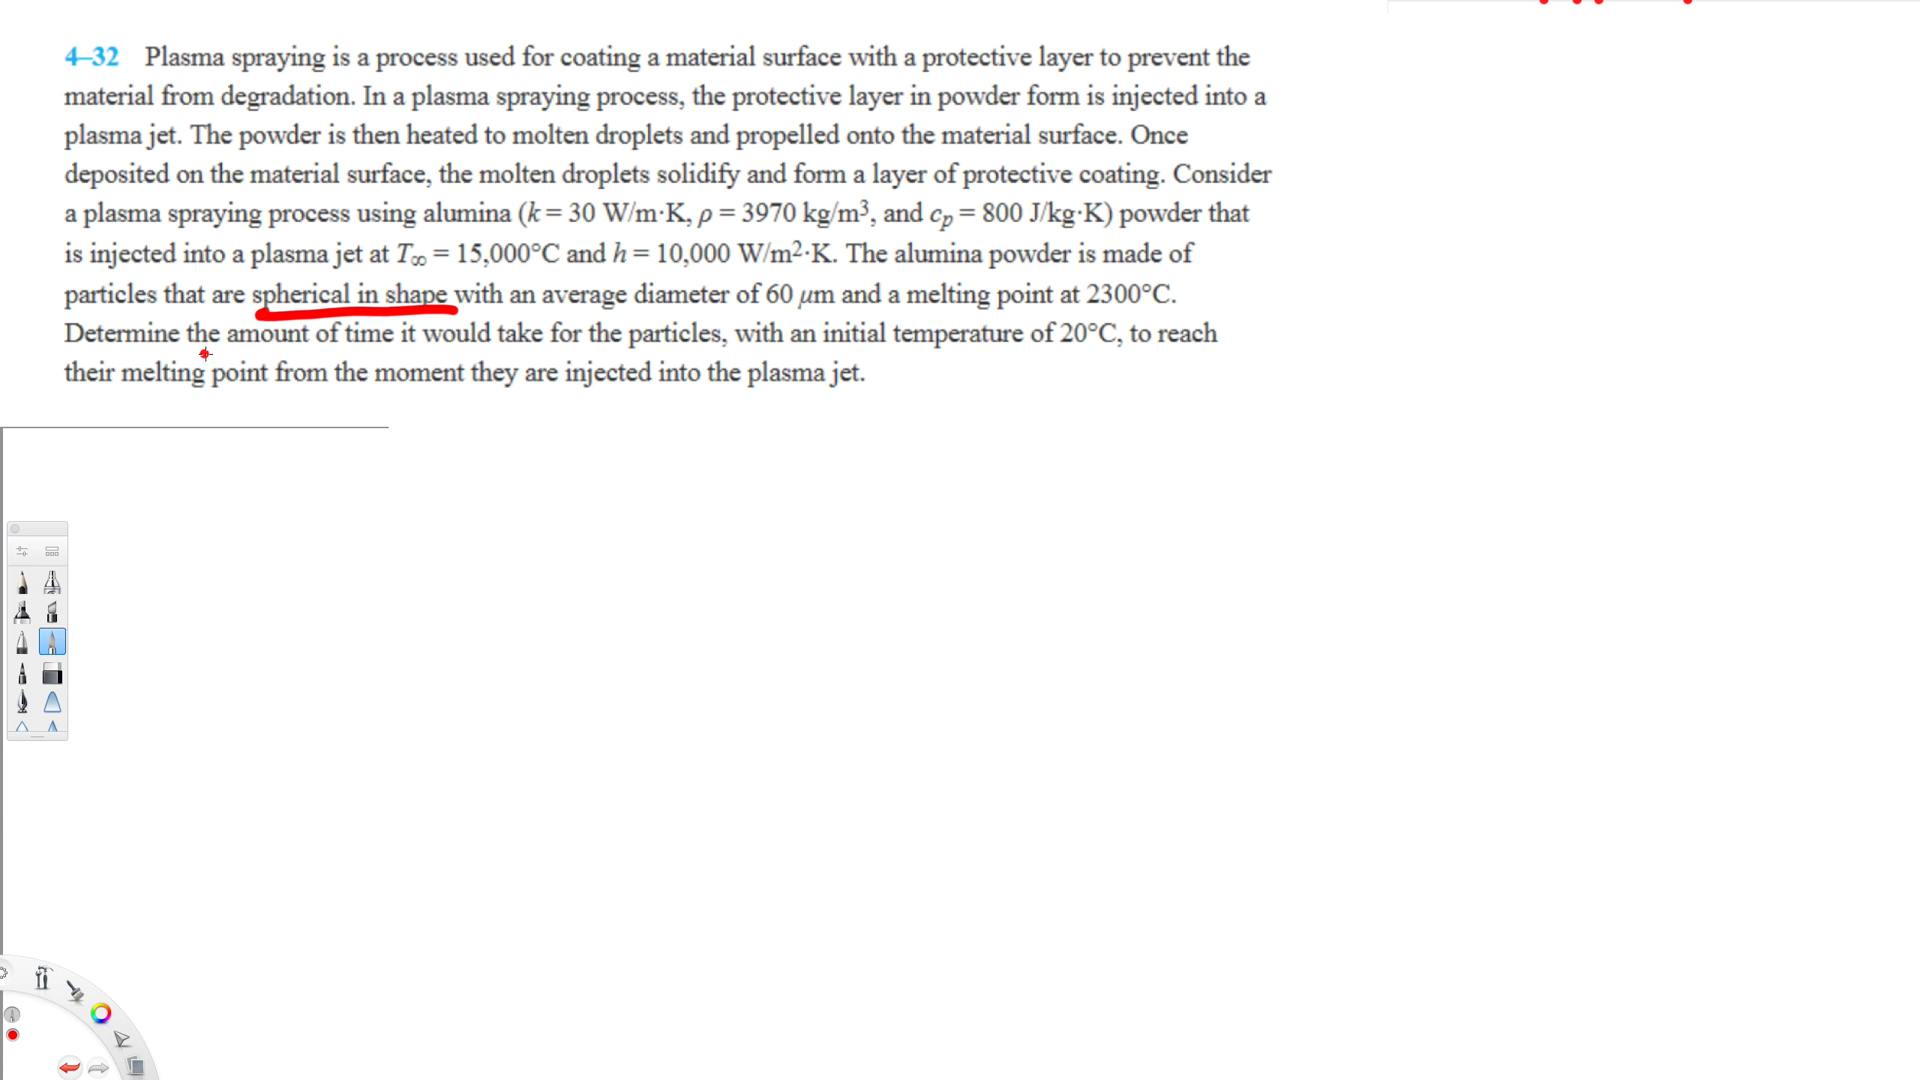 4–32 Plasma spraying is a process used for coating a material surface with a protective layer to prevent the
material from degradation. In a plasma spraying process, the protective layer in powder form is injected into a
plasma jet. The powder is then heated to molten droplets and propelled onto the material surface. Once
deposited on the material surface, the molten droplets solidify and form a layer of protective coating. Consider
a plasma spraying process using alumina (k = 30 W/m·K, ρ = 3970 kg/m³, and cₚ = 800 J/kg·K) powder that
is injected into a plasma jet at T∞ = 15,000°C and h = 10,000 W/m²·K. The alumina powder is made of
particles that are spherical in shape with an average diameter of 60 μm and a melting point at 2300°C.
Determine the amount of time it would take for the particles, with an initial temperature of 20°C, to reach
their melting point from the moment they are injected into the plasma jet.